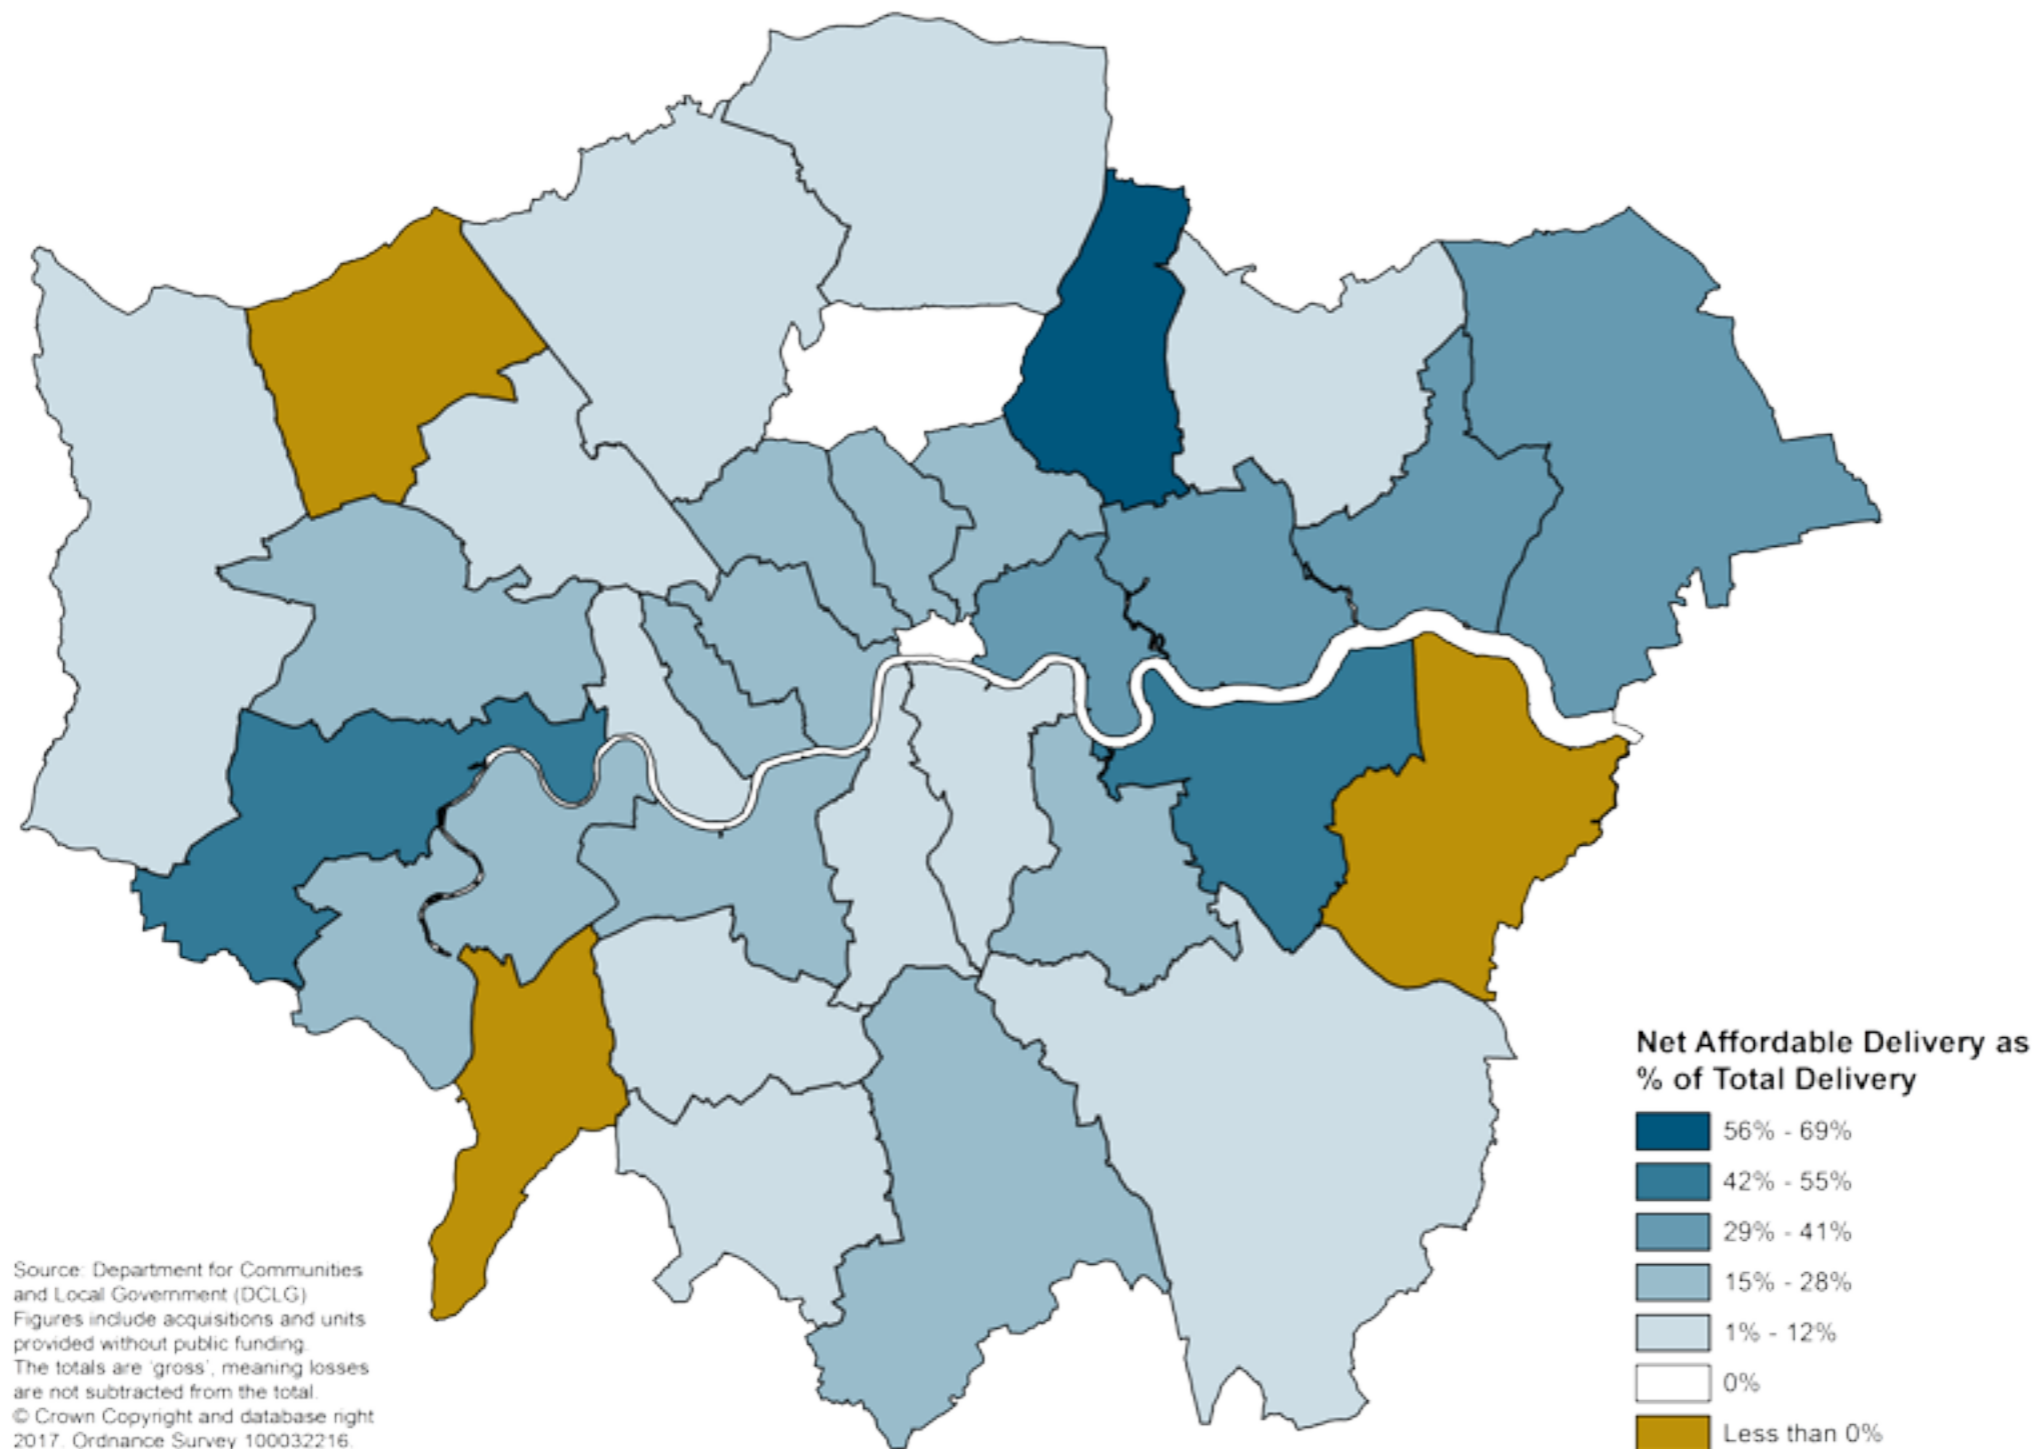 Net Affordable Delivery as
% of Total Delivery
56% - 69%
42% - 55%
29% - 41%
15% - 28%
1% - 12%
0%
Less than 0%
Source: Department for Communities
and Local Government (DCLG)
Figures include acquisitions and units
provided without public funding.
The totals are 'gross', meaning losses
are not subtracted from the total.
© Crown Copyright and database right
2017. Ordnance Survey 100032216.